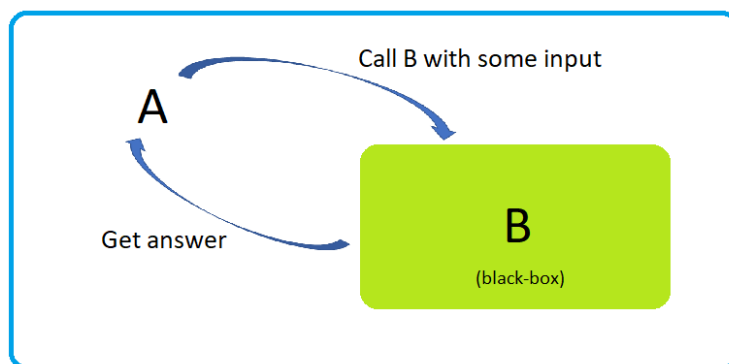 Call B with some input
A
B
(black-box)
Get answer